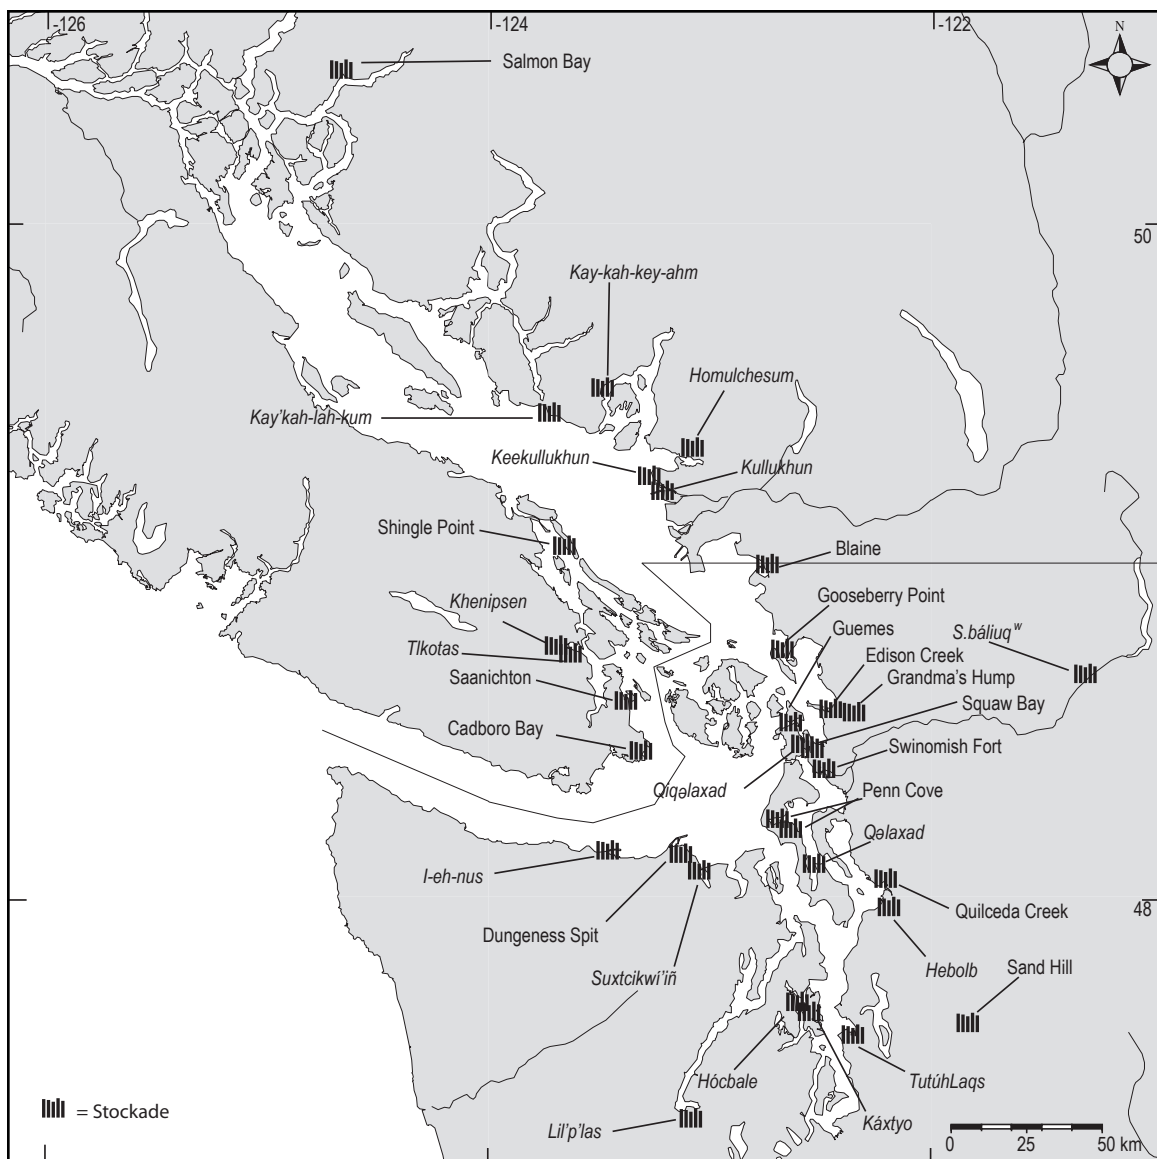 -126
-124
-122
N
Salmon Bay
50
Kay-kah-key-ahm
Homulchesum
Kay'kah-lah-kum
Keekullukhun
Kullukhun
Shingle Point
Blaine
Gooseberry Point
Khenipsen
Guemes
S.báliuqʷ
Tlkotas
Edison Creek
Saanichton
Grandma's Hump
Squaw Bay
Cadboro Bay
Swinomish Fort
Qiqəlaxad
Penn Cove
Qəlaxad
I-eh-nus
Quilceda Creek
48
Dungeness Spit
Hebolb
Sand Hill
Suxtcikwi'iñ
Hócbale
TutúhLaqs
= Stockade
Káxtyo
Lil'p'las
0 25 50 km